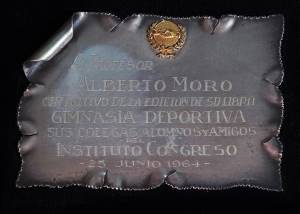 AL PROFESOR
ALBERTO MORO
CON MOTIVO DE LA EDICION DE SU LIBRO
GIMNASIA DEPORTIVA
SUS COLEGAS, ALUMNOS Y AMIGOS
INSTITUTO CONGRESO
- 25 JUNIO 1964 -